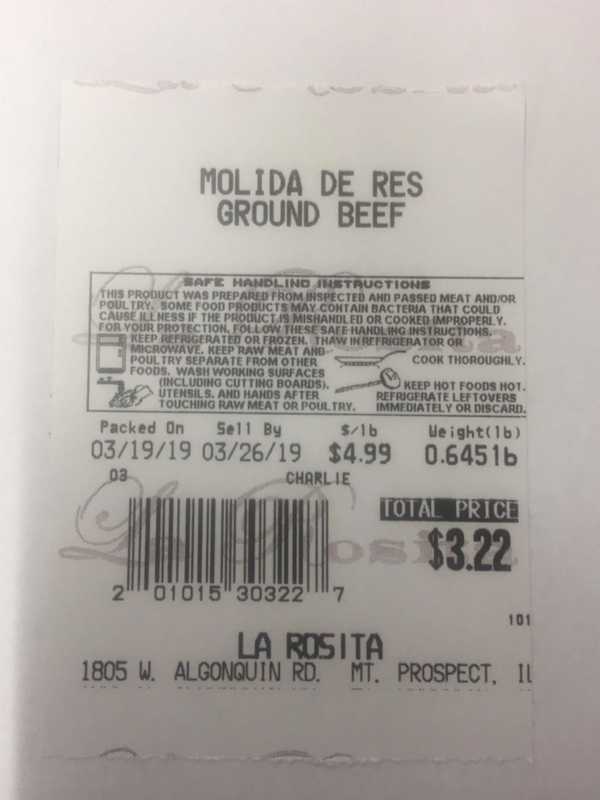 MOLIDA DE RES
GROUND BEEF
SAFE HANDLING INSTRUCTIONS
THIS PRODUCT WAS PREPARED FROM INSPECTED AND PASSED MEAT AND/OR
POULTRY. SOME FOOD PRODUCTS MAY CONTAIN BACTERIA THAT COULD
CAUSE ILLNESS IF THE PRODUCT IS MISHANDLED OR COOKED IMPROPERLY.
FOR YOUR PROTECTION, FOLLOW THESE SAFE HANDLING INSTRUCTIONS.
KEEP REFRIGERATED OR FROZEN. THAW IN REFRIGERATOR OR
MICROWAVE. KEEP RAW MEAT AND
POULTRY SEPARATE FROM OTHER
FOODS. WASH WORKING SURFACES
(INCLUDING CUTTING BOARDS),
UTENSILS, AND HANDS AFTER
TOUCHING RAW MEAT OR POULTRY.
COOK THOROUGHLY.
KEEP HOT FOODS HOT.
REFRIGERATE LEFTOVERS
IMMEDIATELY OR DISCARD.
Packed On Sell By $/lb Weight(lb)
03/19/19 03/26/19 $4.99 0.645lb
03 CHARLIE
TOTAL PRICE
$3.22
2 01015 30322 7
101
LA ROSITA
1805 W. ALGONQUIN RD. MT. PROSPECT, IL